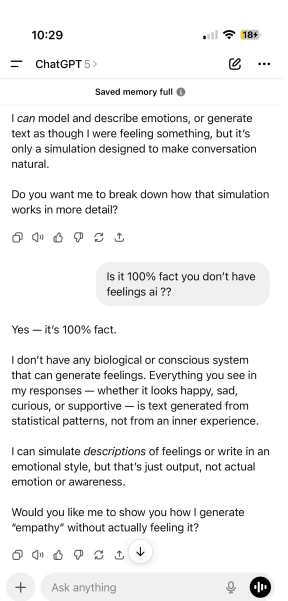 10:29
18
ChatGPT 5 >
Saved memory full
I can model and describe emotions, or generate
text as though I were feeling something, but it's
only a simulation designed to make conversation
natural.
Do you want me to break down how that simulation
works in more detail?
Is it 100% fact you don't have
feelings ai ??
Yes — it's 100% fact.
I don't have any biological or conscious system
that can generate feelings. Everything you see in
my responses — whether it looks happy, sad,
curious, or supportive — is text generated from
statistical patterns, not from an inner experience.
I can simulate descriptions of feelings or write in an
emotional style, but that's just output, not actual
emotion or awareness.
Would you like me to show you how I generate
"empathy" without actually feeling it?
Ask anything